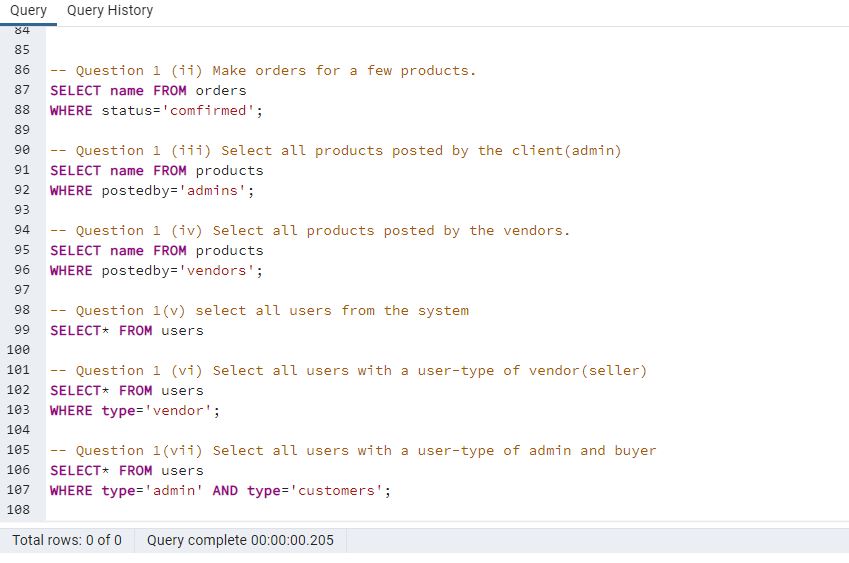 Query Query History
84
85
86 -- Question 1 (ii) Make orders for a few products.
87 SELECT name FROM orders
88 WHERE status='comfirmed';
89
90 -- Question 1 (iii) Select all products posted by the client(admin)
91 SELECT name FROM products
92 WHERE postedby='admins';
93
94 -- Question 1 (iv) Select all products posted by the vendors.
95 SELECT name FROM products
96 WHERE postedby='vendors';
97
98 -- Question 1(v) select all users from the system
99 SELECT* FROM users
100
101 -- Question 1 (vi) Select all users with a user-type of vendor(seller)
102 SELECT* FROM users
103 WHERE type='vendor';
104
105 -- Question 1(vii) Select all users with a user-type of admin and buyer
106 SELECT* FROM users
107 WHERE type='admin' AND type='customers';
108
Total rows: 0 of 0 Query complete 00:00:00.205